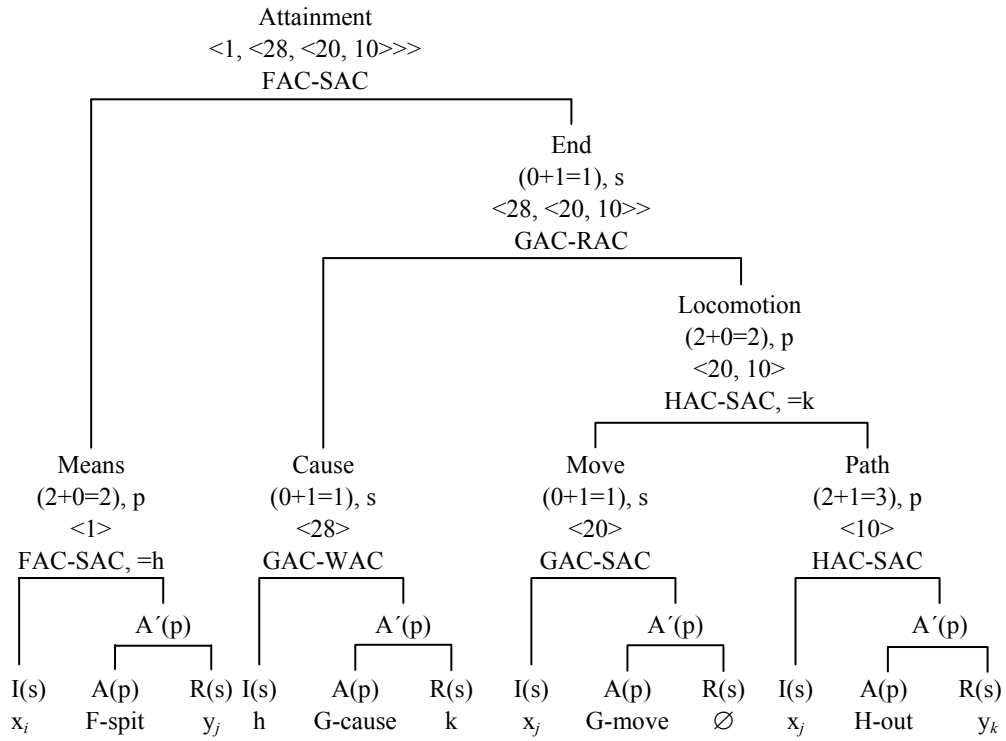 Attainment
<1, <28, <20, 10>>>
FAC-SAC
End
(0+1=1), s
<28, <20, 10>>
GAC-RAC
Locomotion
(2+0=2), p
<20, 10>
HAC-SAC, =k
Means Cause Move Path
(2+0=2), p (0+1=1), s (0+1=1), s (2+1=3), p
<1> <28> <20> <10>
FAC-SAC, =h GAC-WAC GAC-SAC HAC-SAC
A´(p) A´(p) A´(p) A´(p)
I(s) A(p) R(s) I(s) A(p) R(s) I(s) A(p) R(s) I(s) A(p) R(s)
xᵢ F-spit yⱼ h G-cause k xⱼ G-move ∅ xⱼ H-out yₖ